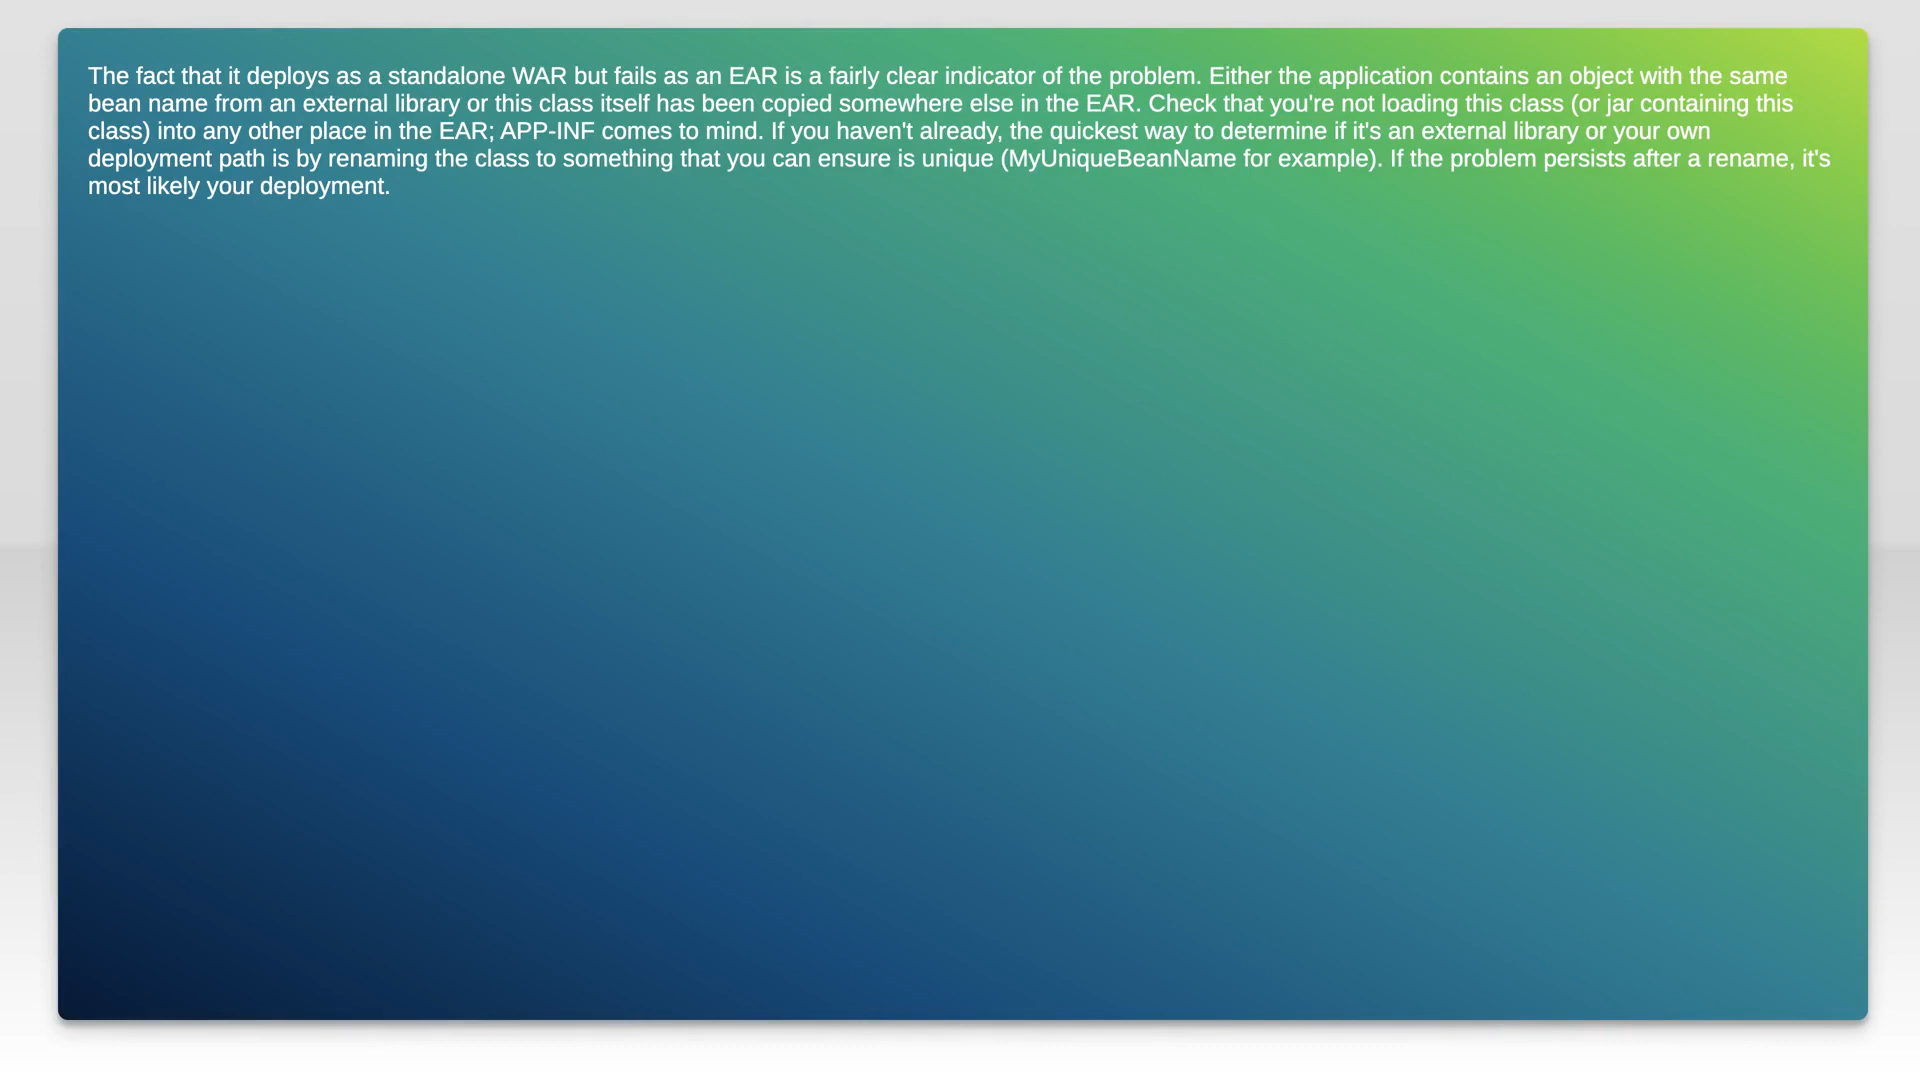 The fact that it deploys as a standalone WAR but fails as an EAR is a fairly clear indicator of the problem. Either the application contains an object with the same
bean name from an external library or this class itself has been copied somewhere else in the EAR. Check that you're not loading this class (or jar containing this
class) into any other place in the EAR; APP-INF comes to mind. If you haven't already, the quickest way to determine if it's an external library or your own
deployment path is by renaming the class to something that you can ensure is unique (MyUniqueBeanName for example). If the problem persists after a rename, it's
most likely your deployment.